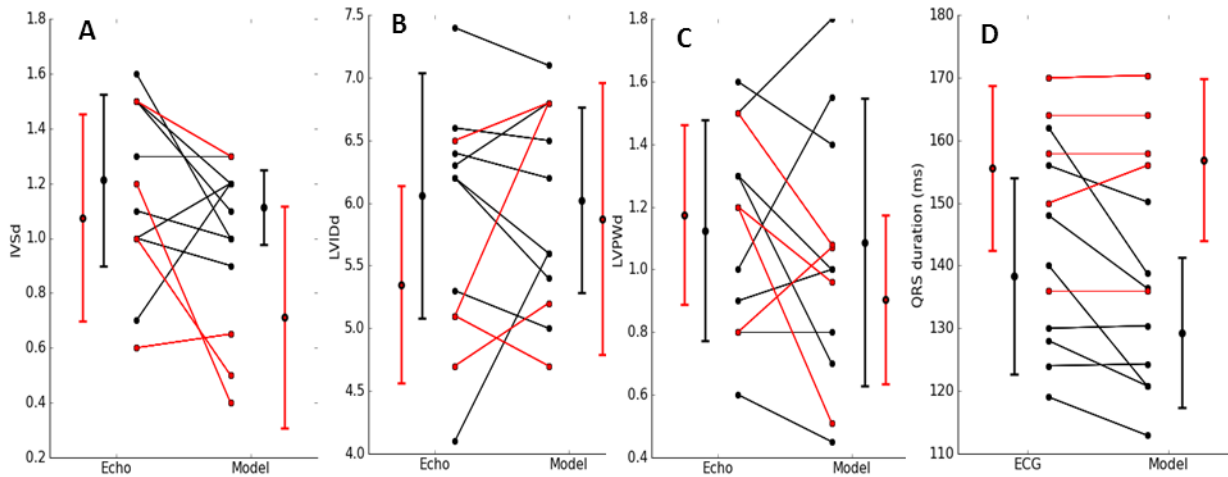 A
IVSd
1.8
1.6
1.4
1.2
1.0
0.8
0.6
0.4
0.2
Echo Model
B
LVIDd
7.5
7.0
6.5
6.0
5.5
5.0
4.5
4.0
Echo Model
C
LVPWd
1.8
1.6
1.4
1.2
1.0
0.8
0.6
0.4
Echo Model
D
QRS duration (ms)
180
170
160
150
140
130
120
110
ECG Model